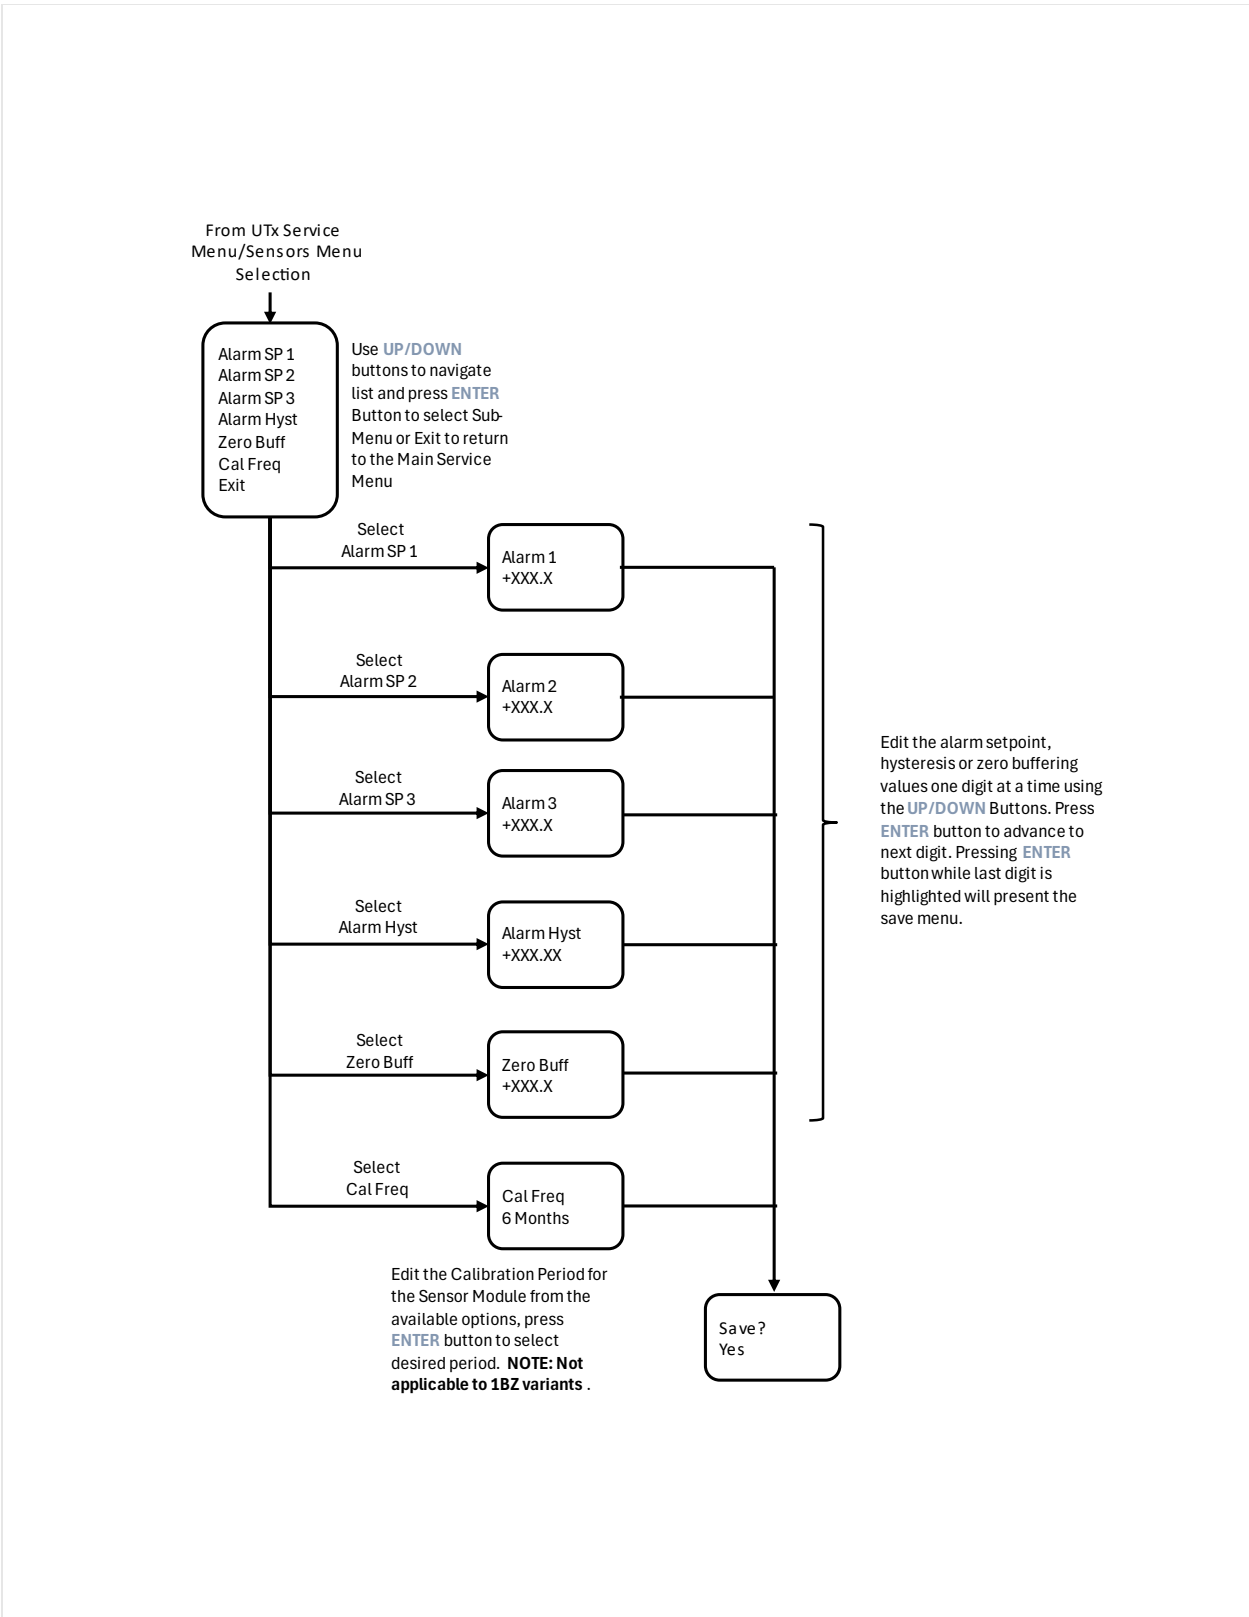 From UTx Service
Menu/Sensors Menu
Selection
Alarm SP 1
Alarm SP 2
Alarm SP 3
Alarm Hyst
Zero Buff
Cal Freq
Exit
Use UP/DOWN
buttons to navigate
list and press ENTER
Button to select Sub-
Menu or Exit to return
to the Main Service
Menu
Select
Alarm SP 1
Alarm 1
+XXX.X
Select
Alarm SP 2
Alarm 2
+XXX.X
Select
Alarm SP 3
Alarm 3
+XXX.X
Select
Alarm Hyst
Alarm Hyst
+XXX.XX
Select
Zero Buff
Zero Buff
+XXX.X
Edit the alarm setpoint,
hysteresis or zero buffering
values one digit at a time using
the UP/DOWN Buttons. Press
ENTER button to advance to
next digit. Pressing ENTER
button while last digit is
highlighted will present the
save menu.
Select
Cal Freq
Cal Freq
6 Months
Edit the Calibration Period for
the Sensor Module from the
available options, press
ENTER button to select
desired period. NOTE: Not
applicable to 1BZ variants .
Save?
Yes